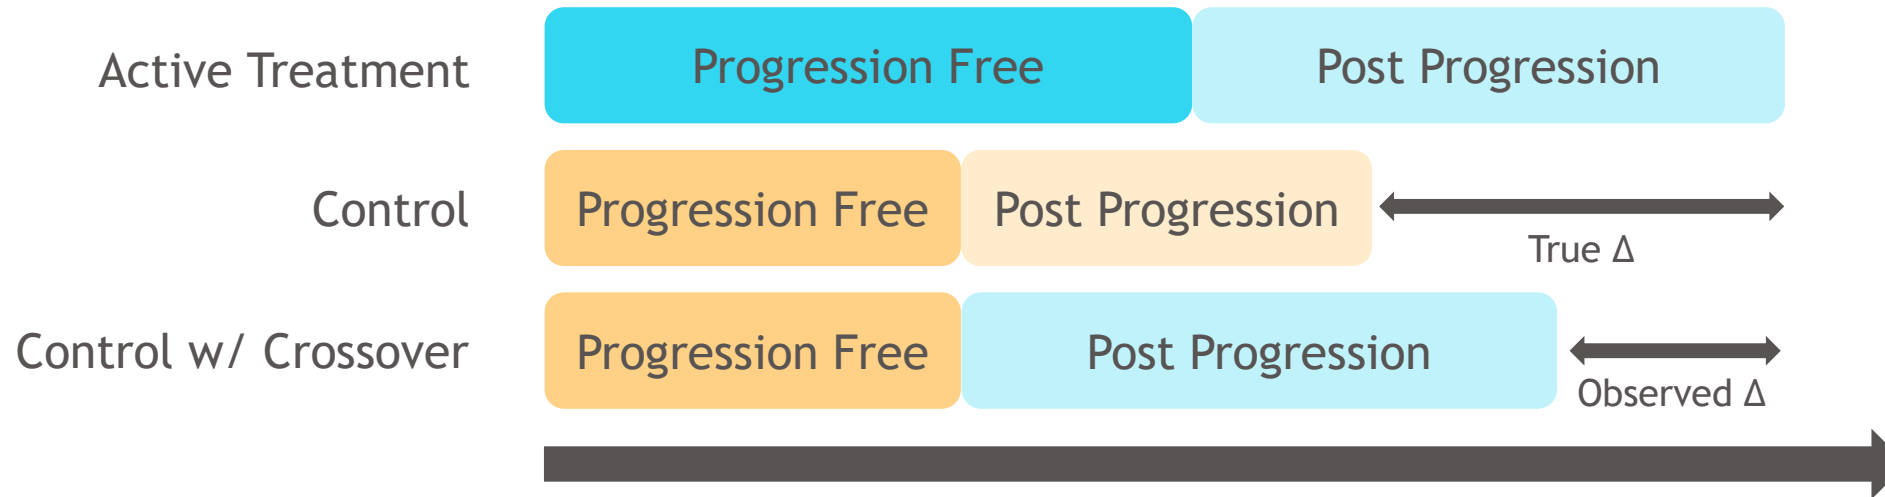 Active Treatment
Progression Free
Post Progression
Control
Progression Free
Post Progression
True Δ
Control w/ Crossover
Progression Free
Post Progression
Observed Δ